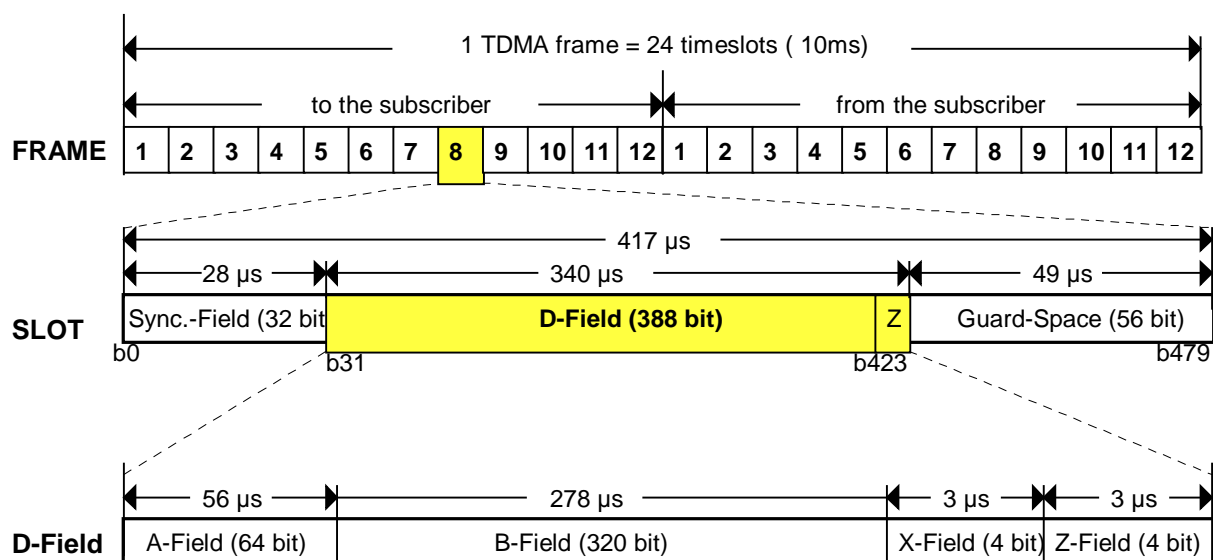 1 TDMA frame = 24 timeslots ( 10ms)
to the subscriber from the subscriber
FRAME 1 2 3 4 5 6 7 8 9 10 11 12 1 2 3 4 5 6 7 8 9 10 11 12
417 µs
28 µs 340 µs 49 µs
SLOT Sync.-Field (32 bit D-Field (388 bit) Z Guard-Space (56 bit)
b0 b31 b423 b479
56 µs 278 µs 3 µs 3 µs
D-Field A-Field (64 bit) B-Field (320 bit) X-Field (4 bit) Z-Field (4 bit)